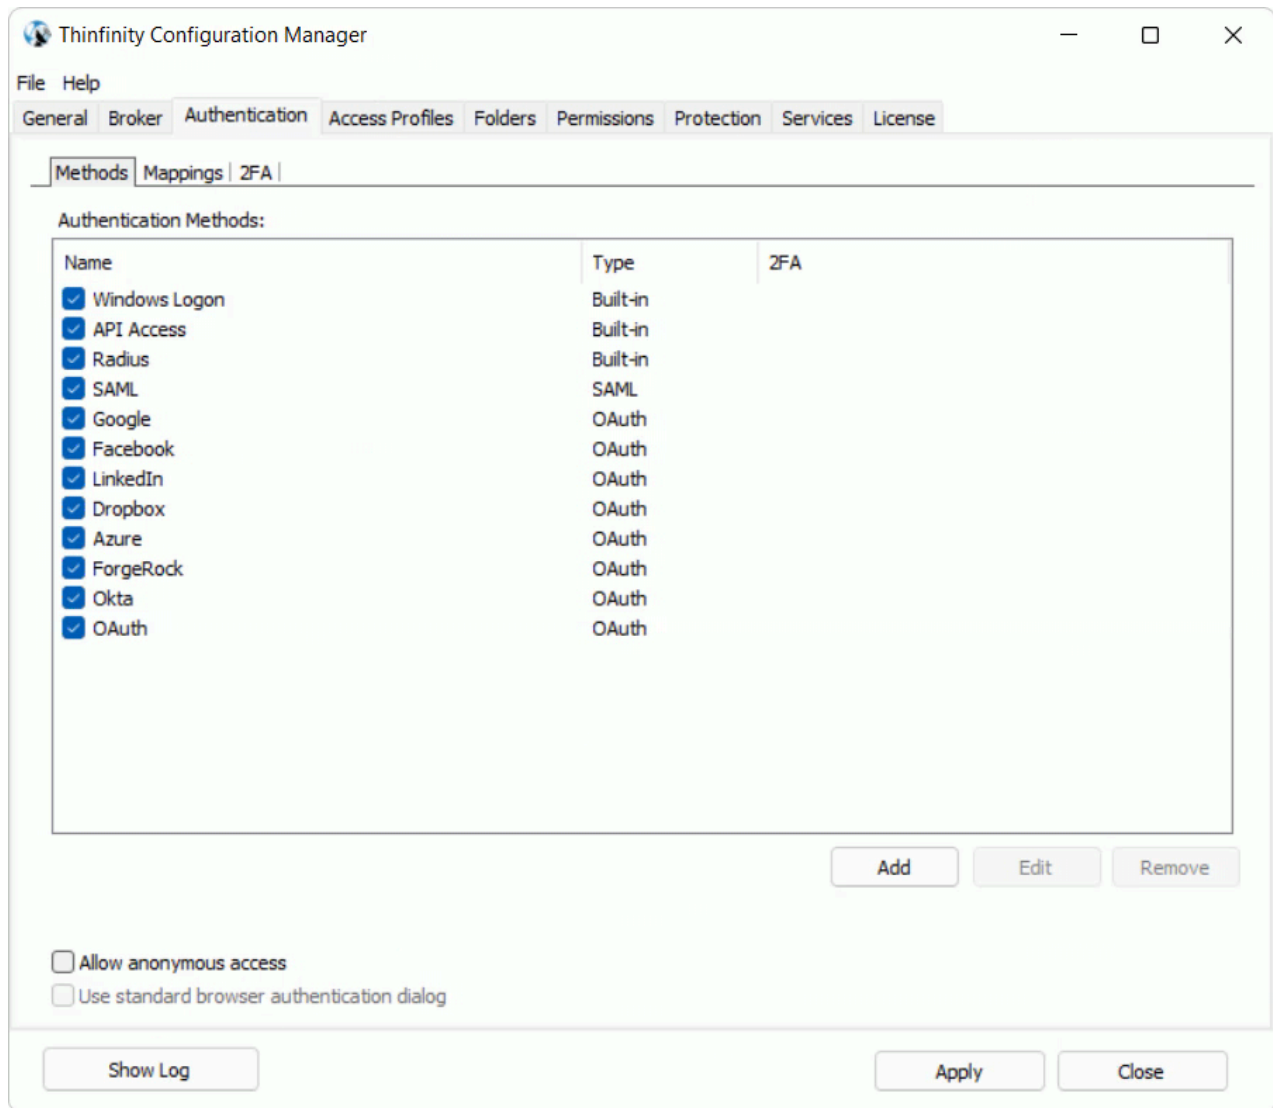 Thinfinity Configuration Manager
File Help
General Broker Authentication Access Profiles Folders Permissions Protection Services License
Methods Mappings 2FA
Authentication Methods:
Name Type 2FA
Windows Logon Built-in
API Access Built-in
Radius Built-in
SAML SAML
Google OAuth
Facebook OAuth
LinkedIn OAuth
Dropbox OAuth
Azure OAuth
ForgeRock OAuth
Okta OAuth
OAuth OAuth
Add Edit Remove
Allow anonymous access
Use standard browser authentication dialog
Show Log Apply Close